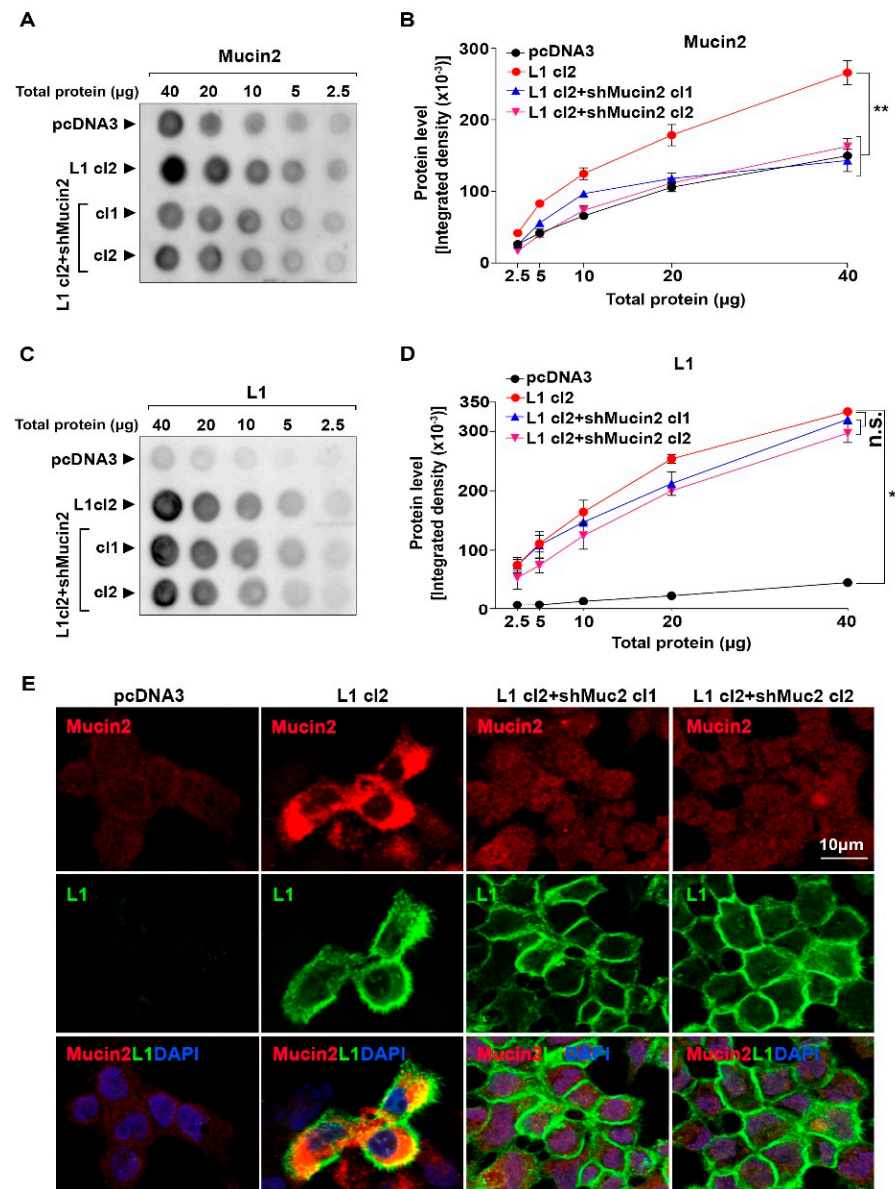 A
Mucin2
Total protein (µg) 40 20 10 5 2.5
pcDNA3
L1 cl2
L1 cl2+shMucin2
cl1
cl2
B
Mucin2
pcDNA3
L1 cl2
L1 cl2+shMucin2 cl1
L1 cl2+shMucin2 cl2
Protein level
[Integrated density (x10⁻³)]
300
200
100
0
2.5 5 10 20 40
Total protein (µg)
**
C
L1
Total protein (µg) 40 20 10 5 2.5
pcDNA3
L1cl2
L1cl2+shMucin2
cl1
cl2
D
L1
pcDNA3
L1 cl2
L1 cl2+shMucin2 cl1
L1 cl2+shMucin2 cl2
Protein level
[Integrated density (x10⁻³)]
350
300
200
100
0
2.5 5 10 20 40
Total protein (µg)
n.s.
*
E
pcDNA3 L1 cl2 L1 cl2+shMuc2 cl1 L1 cl2+shMuc2 cl2
Mucin2 Mucin2 Mucin2 Mucin2
10µm
L1 L1 L1 L1
Mucin2L1DAPI Mucin2L1DAPI Mucin2L1DAPI Mucin2L1DAPI